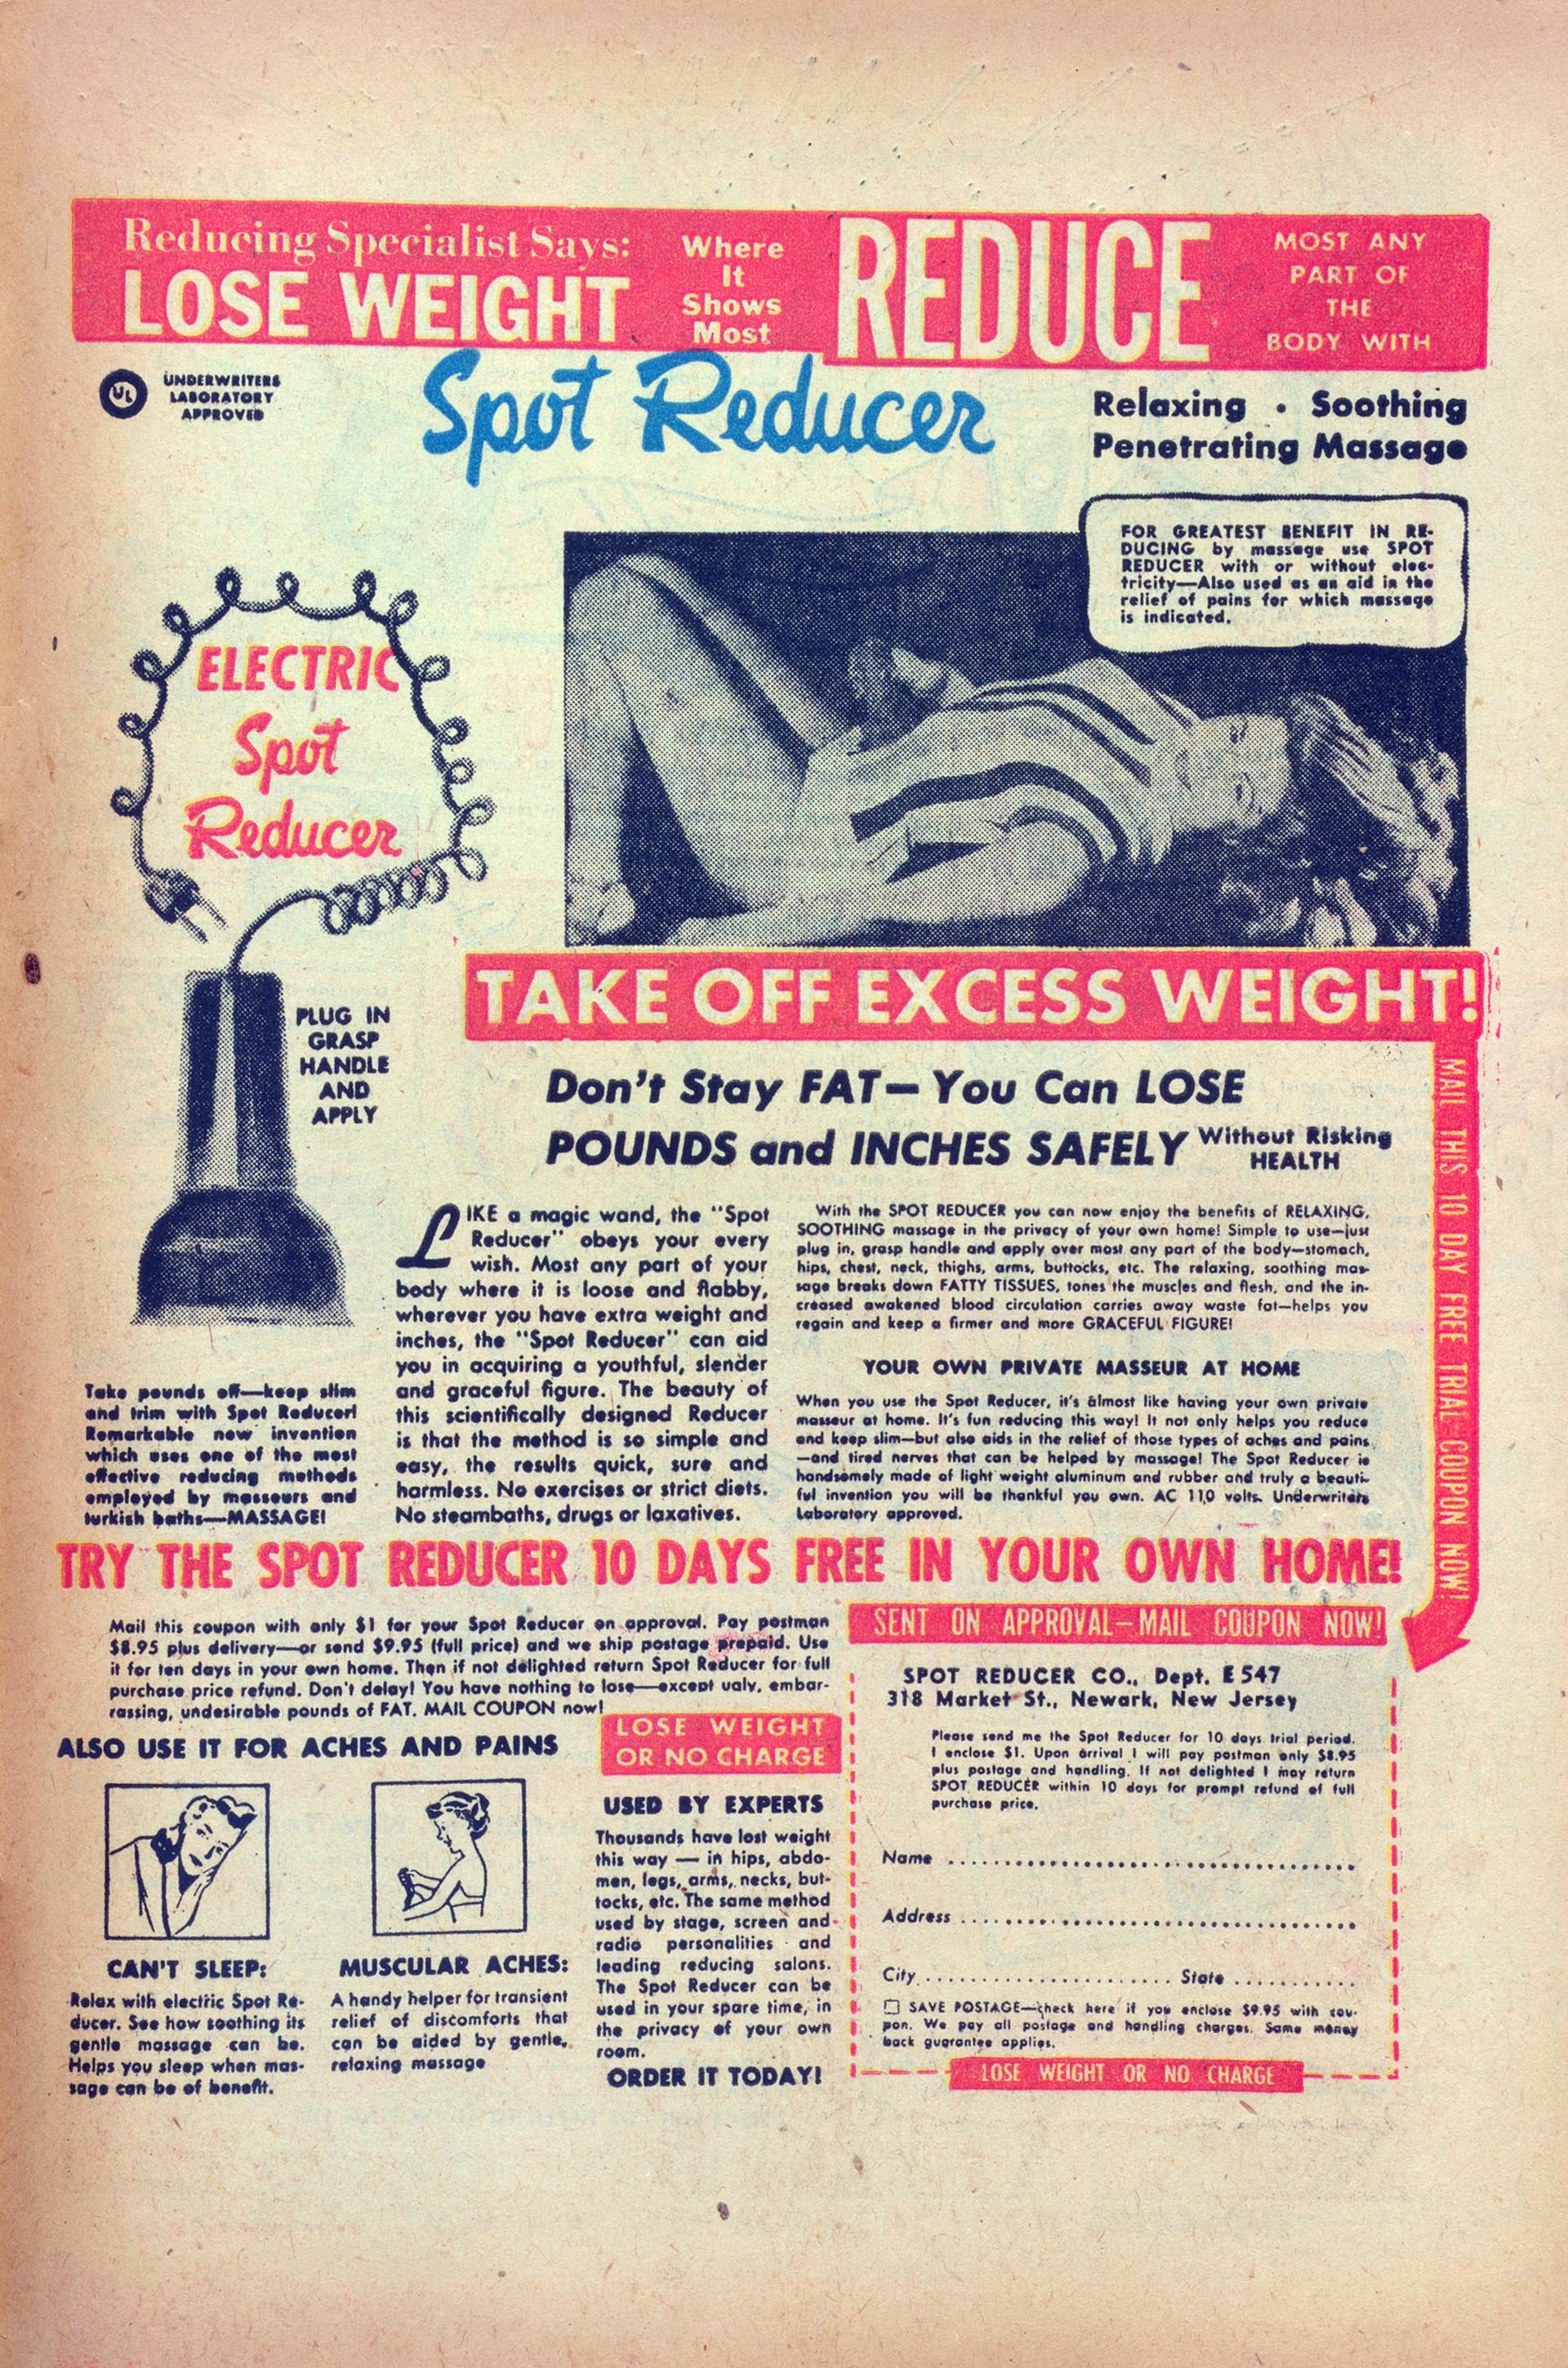 Reducing Specialist Says:
LOSE WEIGHT
Where
It
Shows
Most
REDUCE
MOST ANY
PART OF
THE
BODY WITH
UL
UNDERWRITERS
LABORATORY
APPROVED
Spot Reducer
Relaxing • Soothing
Penetrating Massage
FOR GREATEST BENEFIT IN RE-
DUCING by massage use SPOT
REDUCER with or without elec-
tricity—Also used as an aid in the
relief of pains for which massage
is indicated.
ELECTRIC
Spot
Reducer
PLUG IN
GRASP
HANDLE
AND
APPLY
TAKE OFF EXCESS WEIGHT!
Don't Stay FAT— You Can LOSE
POUNDS and INCHES SAFELY Without Risking
HEALTH
MAIL THIS 10 DAY FREE TRIAL COUPON NOW!
Take pounds off—keep slim
and trim with Spot Reducer!
Remarkable new invention
which uses one of the most
effective reducing methods
employed by masseurs and
turkish baths—MASSAGE!
LIKE a magic wand, the "Spot
Reducer" obeys your every
wish. Most any part of your
body where it is loose and flabby,
wherever you have extra weight and
inches, the "Spot Reducer" can aid
you in acquiring a youthful, slender
and graceful figure. The beauty of
this scientifically designed Reducer
is that the method is so simple and
easy, the results quick, sure and
harmless. No exercises or strict diets.
No steambaths, drugs or laxatives.
With the SPOT REDUCER you can now enjoy the benefits of RELAXING,
SOOTHING massage in the privacy of your own home! Simple to use—just
plug in, grasp handle and apply over most any part of the body—stomach,
hips, chest, neck, thighs, arms, buttocks, etc. The relaxing, soothing mas-
sage breaks down FATTY TISSUES, tones the muscles and flesh, and the in-
creased awakened blood circulation carries away waste fat—helps you
regain and keep a firmer and more GRACEFUL FIGURE!
YOUR OWN PRIVATE MASSEUR AT HOME
When you use the Spot Reducer, it's almost like having your own private
masseur at home. It's fun reducing this way! It not only helps you reduce
and keep slim—but also aids in the relief of those types of aches and pains
—and tired nerves that can be helped by massage! The Spot Reducer is
handsomely made of light weight aluminum and rubber and truly a beauti-
ful invention you will be thankful you own. AC 110 volts. Underwriters
Laboratory approved.
TRY THE SPOT REDUCER 10 DAYS FREE IN YOUR OWN HOME!
Mail this coupon with only $1 for your Spot Reducer on approval. Pay postman
$8.95 plus delivery—or send $9.95 (full price) and we ship postage prepaid. Use
it for ten days in your own home. Then if not delighted return Spot Reducer for full
purchase price refund. Don't delay! You have nothing to lose—except ugly, embar-
rassing, undesirable pounds of FAT. MAIL COUPON now!
ALSO USE IT FOR ACHES AND PAINS
CAN'T SLEEP:
Relax with electric Spot Re-
ducer. See how soothing its
gentle massage can be.
Helps you sleep when mas-
sage can be of benefit.
MUSCULAR ACHES:
A handy helper for transient
relief of discomforts that
can be aided by gentle,
relaxing massage
LOSE WEIGHT
OR NO CHARGE
USED BY EXPERTS
Thousands have lost weight
this way — in hips, abdo-
men, legs, arms, necks, but-
tocks, etc. The same method
used by stage, screen and
radio personalities and
leading reducing salons.
The Spot Reducer can be
used in your spare time, in
the privacy of your own
room.
ORDER IT TODAY!
SENT ON APPROVAL—MAIL COUPON NOW!
SPOT REDUCER CO., Dept. E 547
318 Market St., Newark, New Jersey
Please send me the Spot Reducer for 10 days trial period.
I enclose $1. Upon arrival I will pay postman only $8.95
plus postage and handling. If not delighted I may return
SPOT REDUCER within 10 days for prompt refund of full
purchase price.
Name
Address
City State
SAVE POSTAGE—check here if you enclose $9.95 with cou-
pon. We pay all postage and handling charges. Same money
back guarantee applies.
LOSE WEIGHT OR NO CHARGE